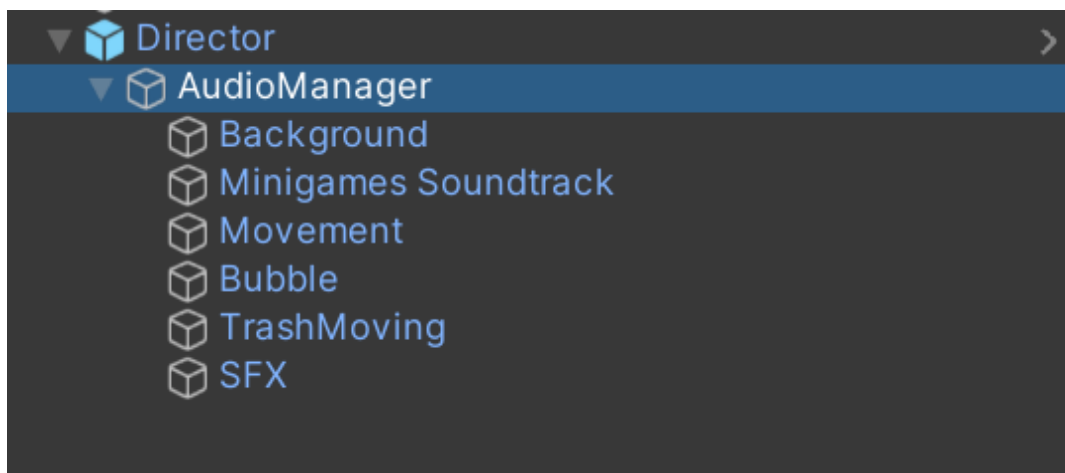 Director
AudioManager
Background
Minigames Soundtrack
Movement
Bubble
TrashMoving
SFX